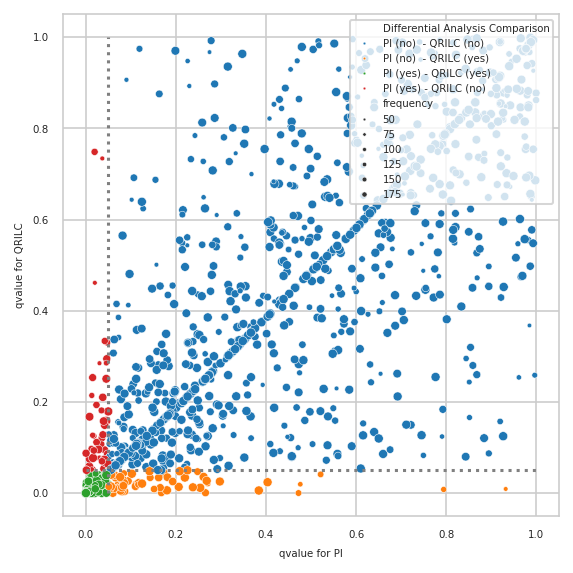 Differential Analysis Comparison
PI (no) - QRILC (no)
PI (no) - QRILC (yes)
PI (yes) - QRILC (yes)
PI (yes) - QRILC (no)
frequency
50
75
100
125
150
175
1.0
0.8
0.6
0.4
0.2
0.0
qvalue for QRILC
0.0 0.2 0.4 0.6 0.8 1.0
qvalue for PI